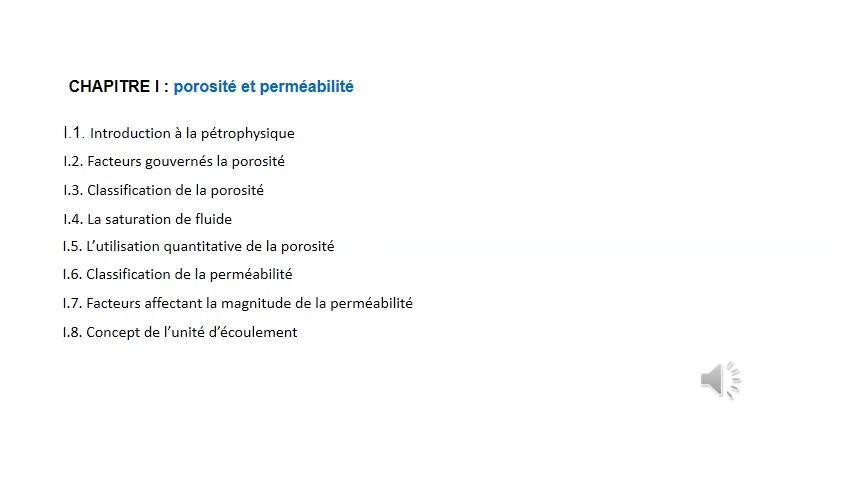 CHAPITRE I : porosité et perméabilité
I.1. Introduction à la pétrophysique
I.2. Facteurs gouvernés la porosité
I.3. Classification de la porosité
I.4. La saturation de fluide
I.5. L’utilisation quantitative de la porosité
I.6. Classification de la perméabilité
I.7. Facteurs affectant la magnitude de la perméabilité
I.8. Concept de l’unité d’écoulement